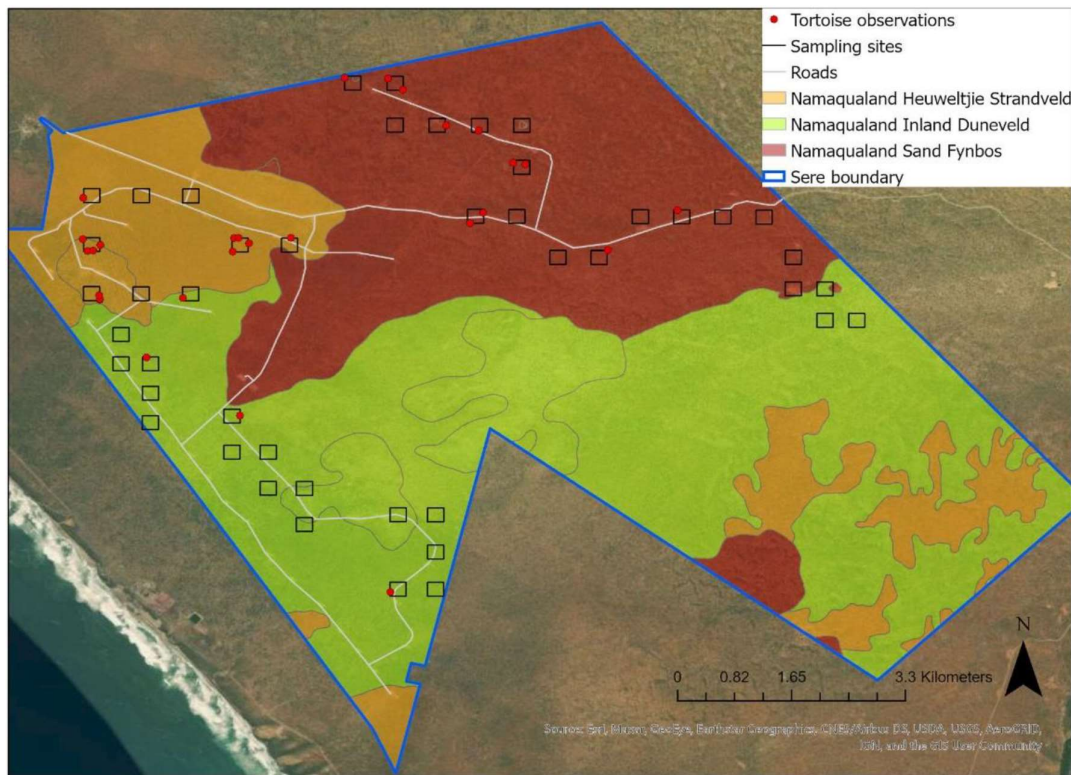 Tortoise observations
Sampling sites
Roads
Namaqualand Heuweltjie Strandveld
Namaqualand Inland Duneveld
Namaqualand Sand Fynbos
Sere boundary
N
0 0.82 1.65 3.3 Kilometers
Source: Esri, Maxar, GeoEye, Earthstar Geographics, CNES/Airbus DS, USDA, USGS, AeroGRID,
IGN, and the GIS User Community